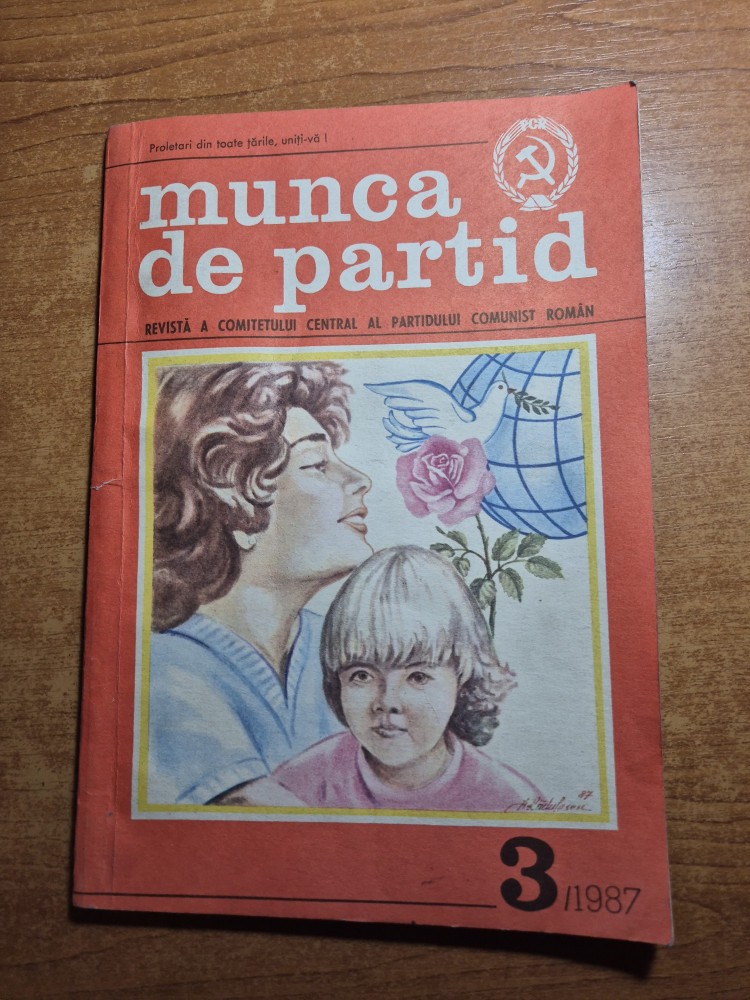 Proletari din toate țările, uniți-vă !
PCR
munca
de partid
REVISTĂ A COMITETULUI CENTRAL AL PARTIDULUI COMUNIST ROMÂN
87
3/1987